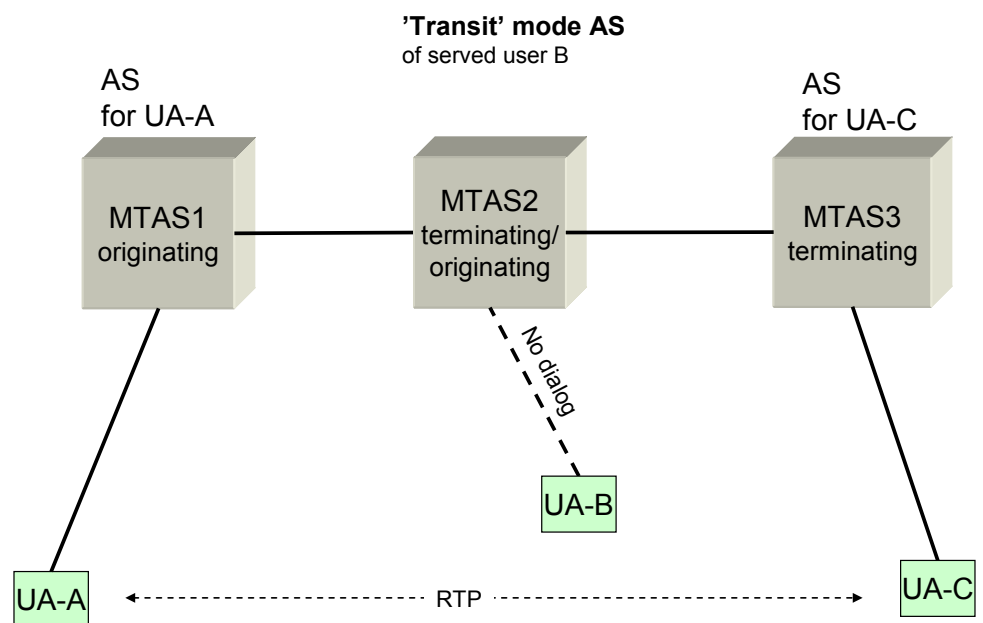 ’Transit’ mode AS
of served user B
AS
for UA-A
AS
for UA-C
MTAS1
originating
MTAS2
terminating/
originating
MTAS3
terminating
No dialog
UA-B
UA-A
RTP
UA-C